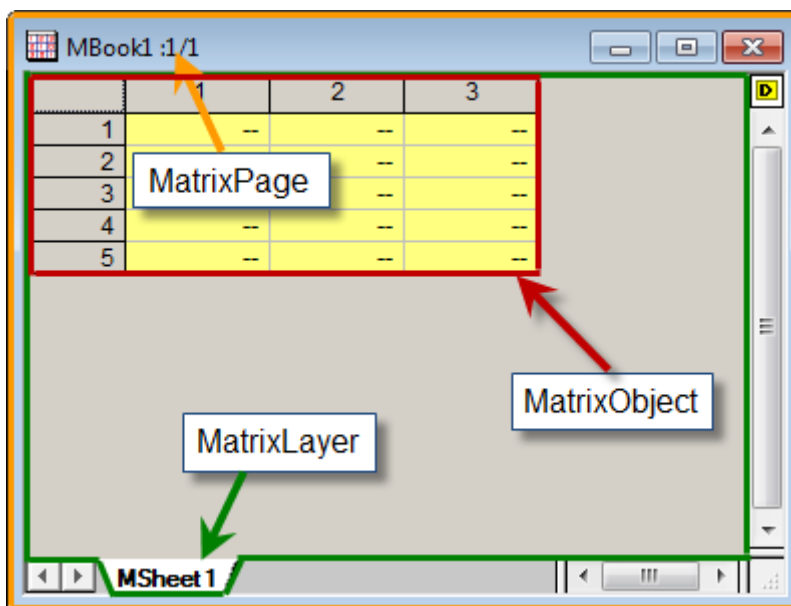 MBook1 :1/1
D
1 2 3
1 -- -- --
2 -- --
3 -- --
4 -- -- --
5 -- -- --
MatrixPage
MatrixObject
MatrixLayer
MSheet1